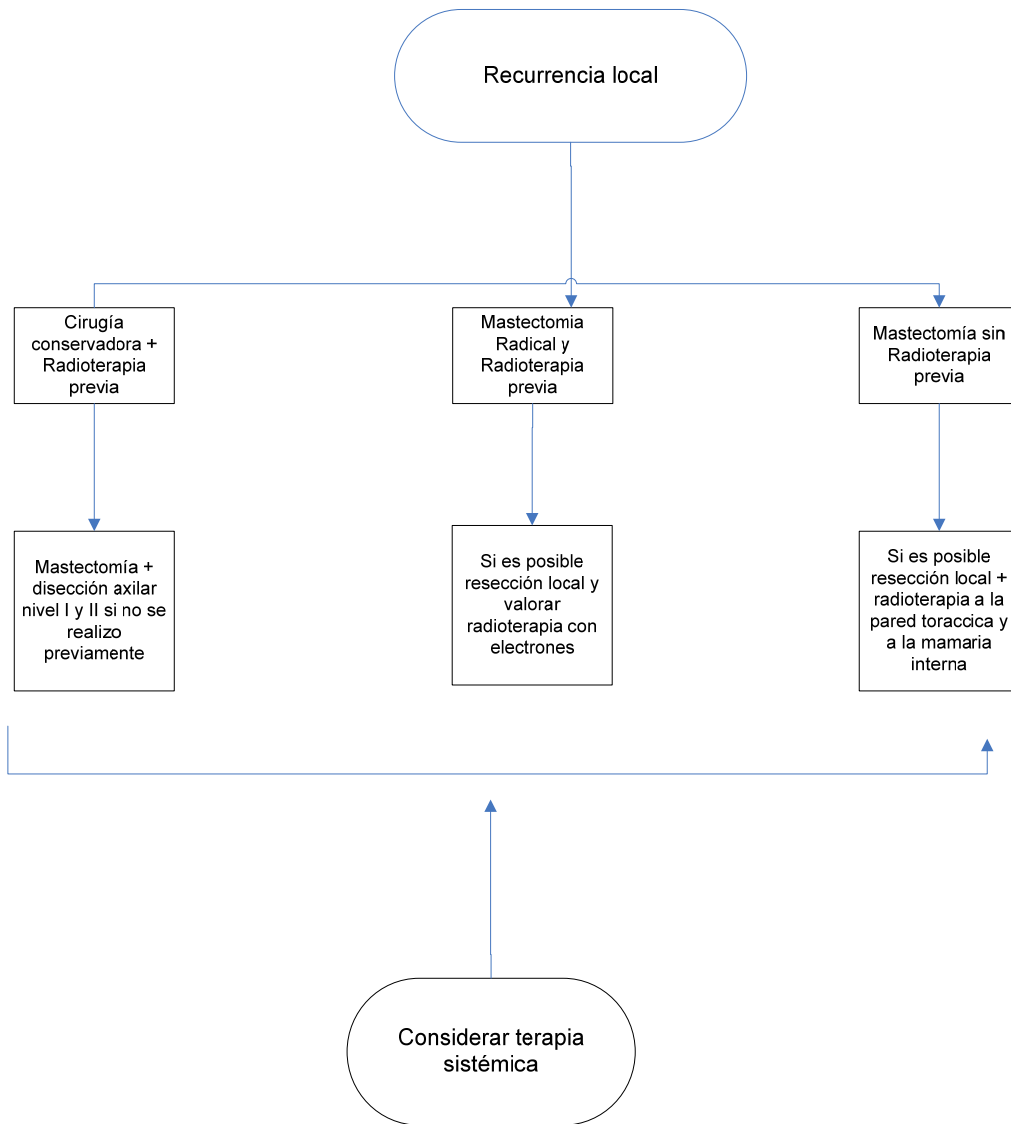 Recurrencia local
Cirugía
conservadora +
Radioterapia
previa
Mastectomia
Radical y
Radioterapia
previa
Mastectomía sin
Radioterapia
previa
Mastectomía +
disección axilar
nivel I y II si no se
realizo
previamente
Si es posible
resección local y
valorar
radioterapia con
electrones
Si es posible
resección local +
radioterapia a la
pared toraccica y
a la mamaria
interna
Considerar terapia
sistémica